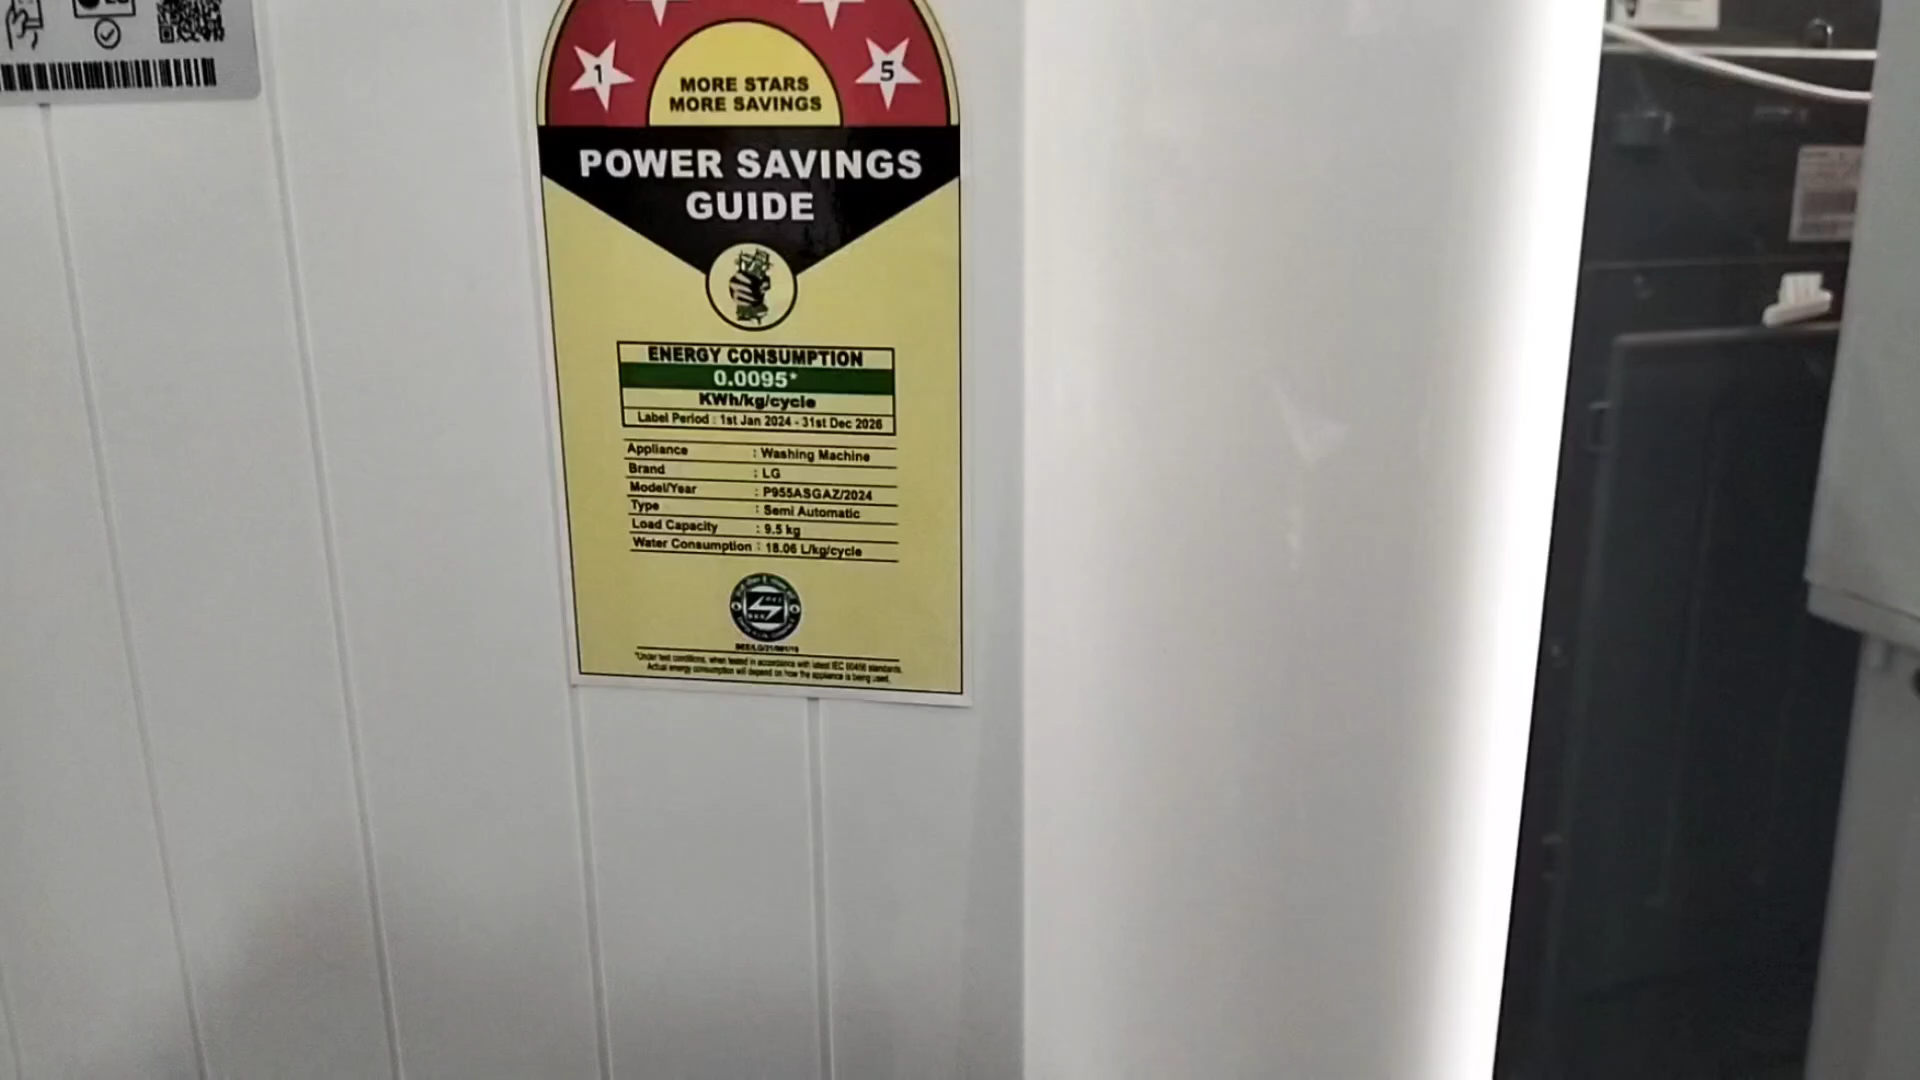 1
5
MORE STARS
MORE SAVINGS
POWER SAVINGS
GUIDE
ENERGY CONSUMPTION
0.0095*
KWh/kg/cycle
Label Period : 1st Jan 2024 - 31st Dec 2026
Appliance : Washing Machine
Brand : LG
Model/Year : P955ASGAZ/2024
Type : Semi Automatic
Load Capacity : 9.5 kg
Water Consumption : 18.06 L/kg/cycle
*Under test conditions, when tested in accordance with latest IEC 60456 standards.
Actual energy consumption will depend on how the appliance is being used.